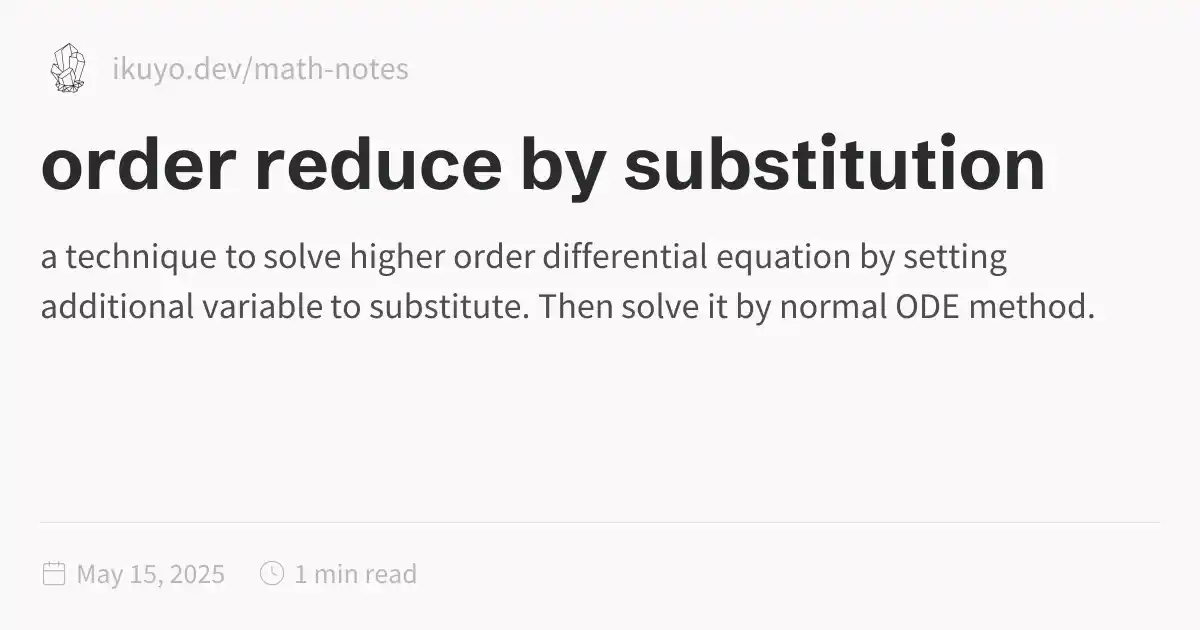 ikuyo.dev/math-notes
order reduce by substitution
a technique to solve higher order differential equation by setting
additional variable to substitute. Then solve it by normal ODE method.
May 15, 2025 1 min read